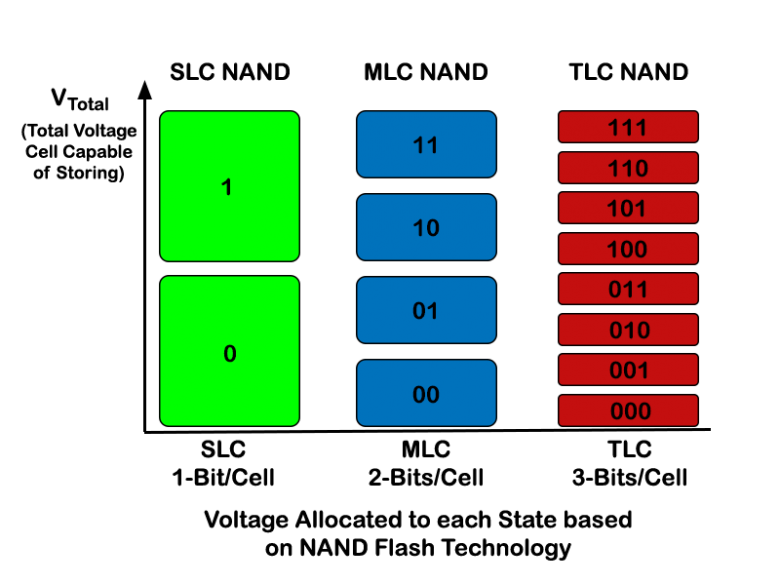 SLC NAND
MLC NAND
TLC NAND
VTotal
(Total Voltage
Cell Capable
of Storing)
1
0
11
10
01
00
111
110
101
100
011
010
001
000
SLC
1-Bit/Cell
MLC
2-Bits/Cell
TLC
3-Bits/Cell
Voltage Allocated to each State based
on NAND Flash Technology